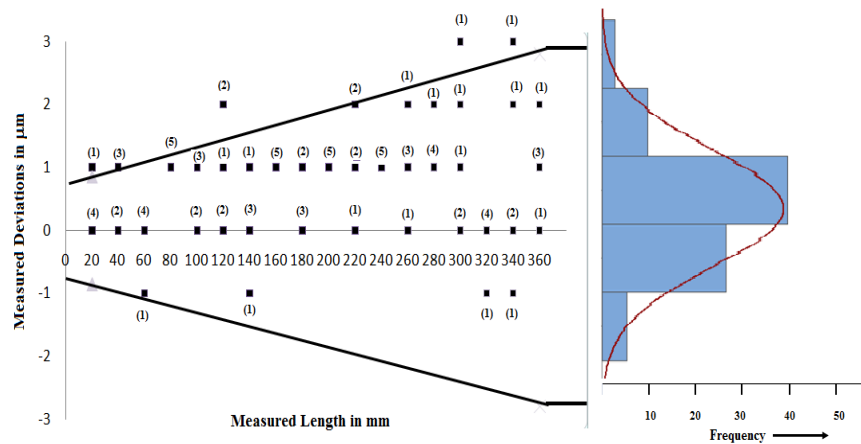 Measured Deviations in µm
(1) (1)
3
(2) (2) (1) (1) (1) (1) (1)
2
(1) (3) (5) (3) (1) (1) (5) (2) (5) (2) (5) (3) (4) (1) (3)
1
(4) (2) (4) (2) (2) (3) (3) (1) (1) (2) (4) (2) (1)
0
0 20 40 60 80 100 120 140 160 180 200 220 240 260 280 300 320 340 360
-1
(1) (1) (1) (1)
-2
-3
Measured Length in mm
10 20 30 40 50
Frequency